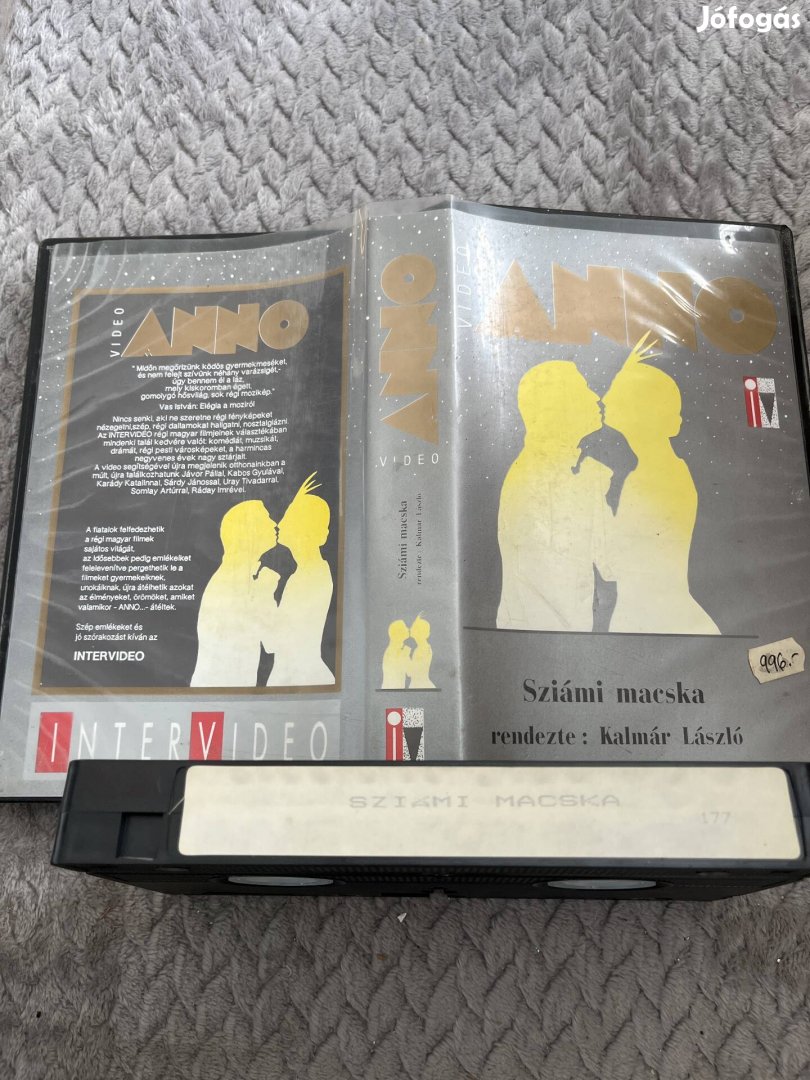 Jófogás
VIDEO
ANNO
" Midőn megőrizünk ködös gyermekmeséket,
és nem felejt szívünk néhány varázsigét,-
úgy bennem él a láz,
mely kiskoromban égett,
gomolygó hősvilág, sok régi mozikép."
Vas István: Elégia a moziról
Nincs senki, aki ne szeretne régi fényképeket
nézegetni,szép, régi dallamokat hallgatni, nosztalgiázni.
Az INTERVIDEO régi magyar filmjeinek választékában
mindenki talál kedvére valót: komédiát, muzsikát,
drámát, régi pesti városképeket, a harmincas
negyvenes évek nagy sztárjait.
A video segítségével újra megjelenik otthonainkban a
múlt, újra találkozhatunk Jávor Pállal, Kabos Gyulával,
Karády Katalinnal, Sárdy Jánossal, Uray Tivadarral,
Somlay Artúrral, Ráday Imrével.
A fiatalok felfedezhetik
a régi magyar filmek
sajátos világát,
az idősebbek pedig emlékeiket
felelevenítve pergethetik le a
filmeket gyermekeiknek,
unokáiknak, újra átélhetik azokat
az élményeket, örömöket, amiket
valamikor - ANNO...- átéltek.
Szép emlékeket és
jó szórakozást kíván az
INTERVIDEO
INTERVIDEO
ANNO
VIDEO
Sziámi macska
rendezte: Kalmár László
iv
VIDEO
ANNO
iv
996.-
Sziámi macska
rendezte: Kalmár László
SZIÁMI MACSKA
177